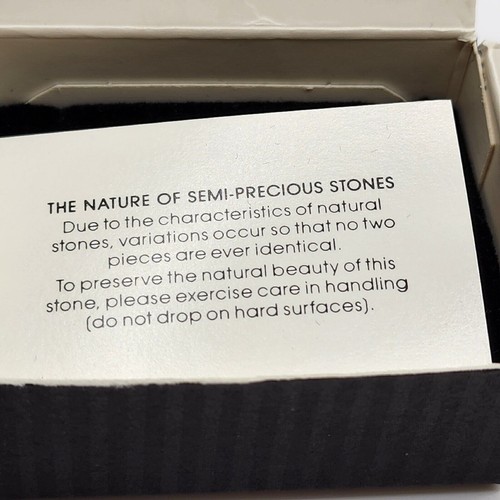 THE NATURE OF SEMI-PRECIOUS STONES
Due to the characteristics of natural
stones, variations occur so that no two
pieces are ever identical.
To preserve the natural beauty of this
stone, please exercise care in handling
(do not drop on hard surfaces).